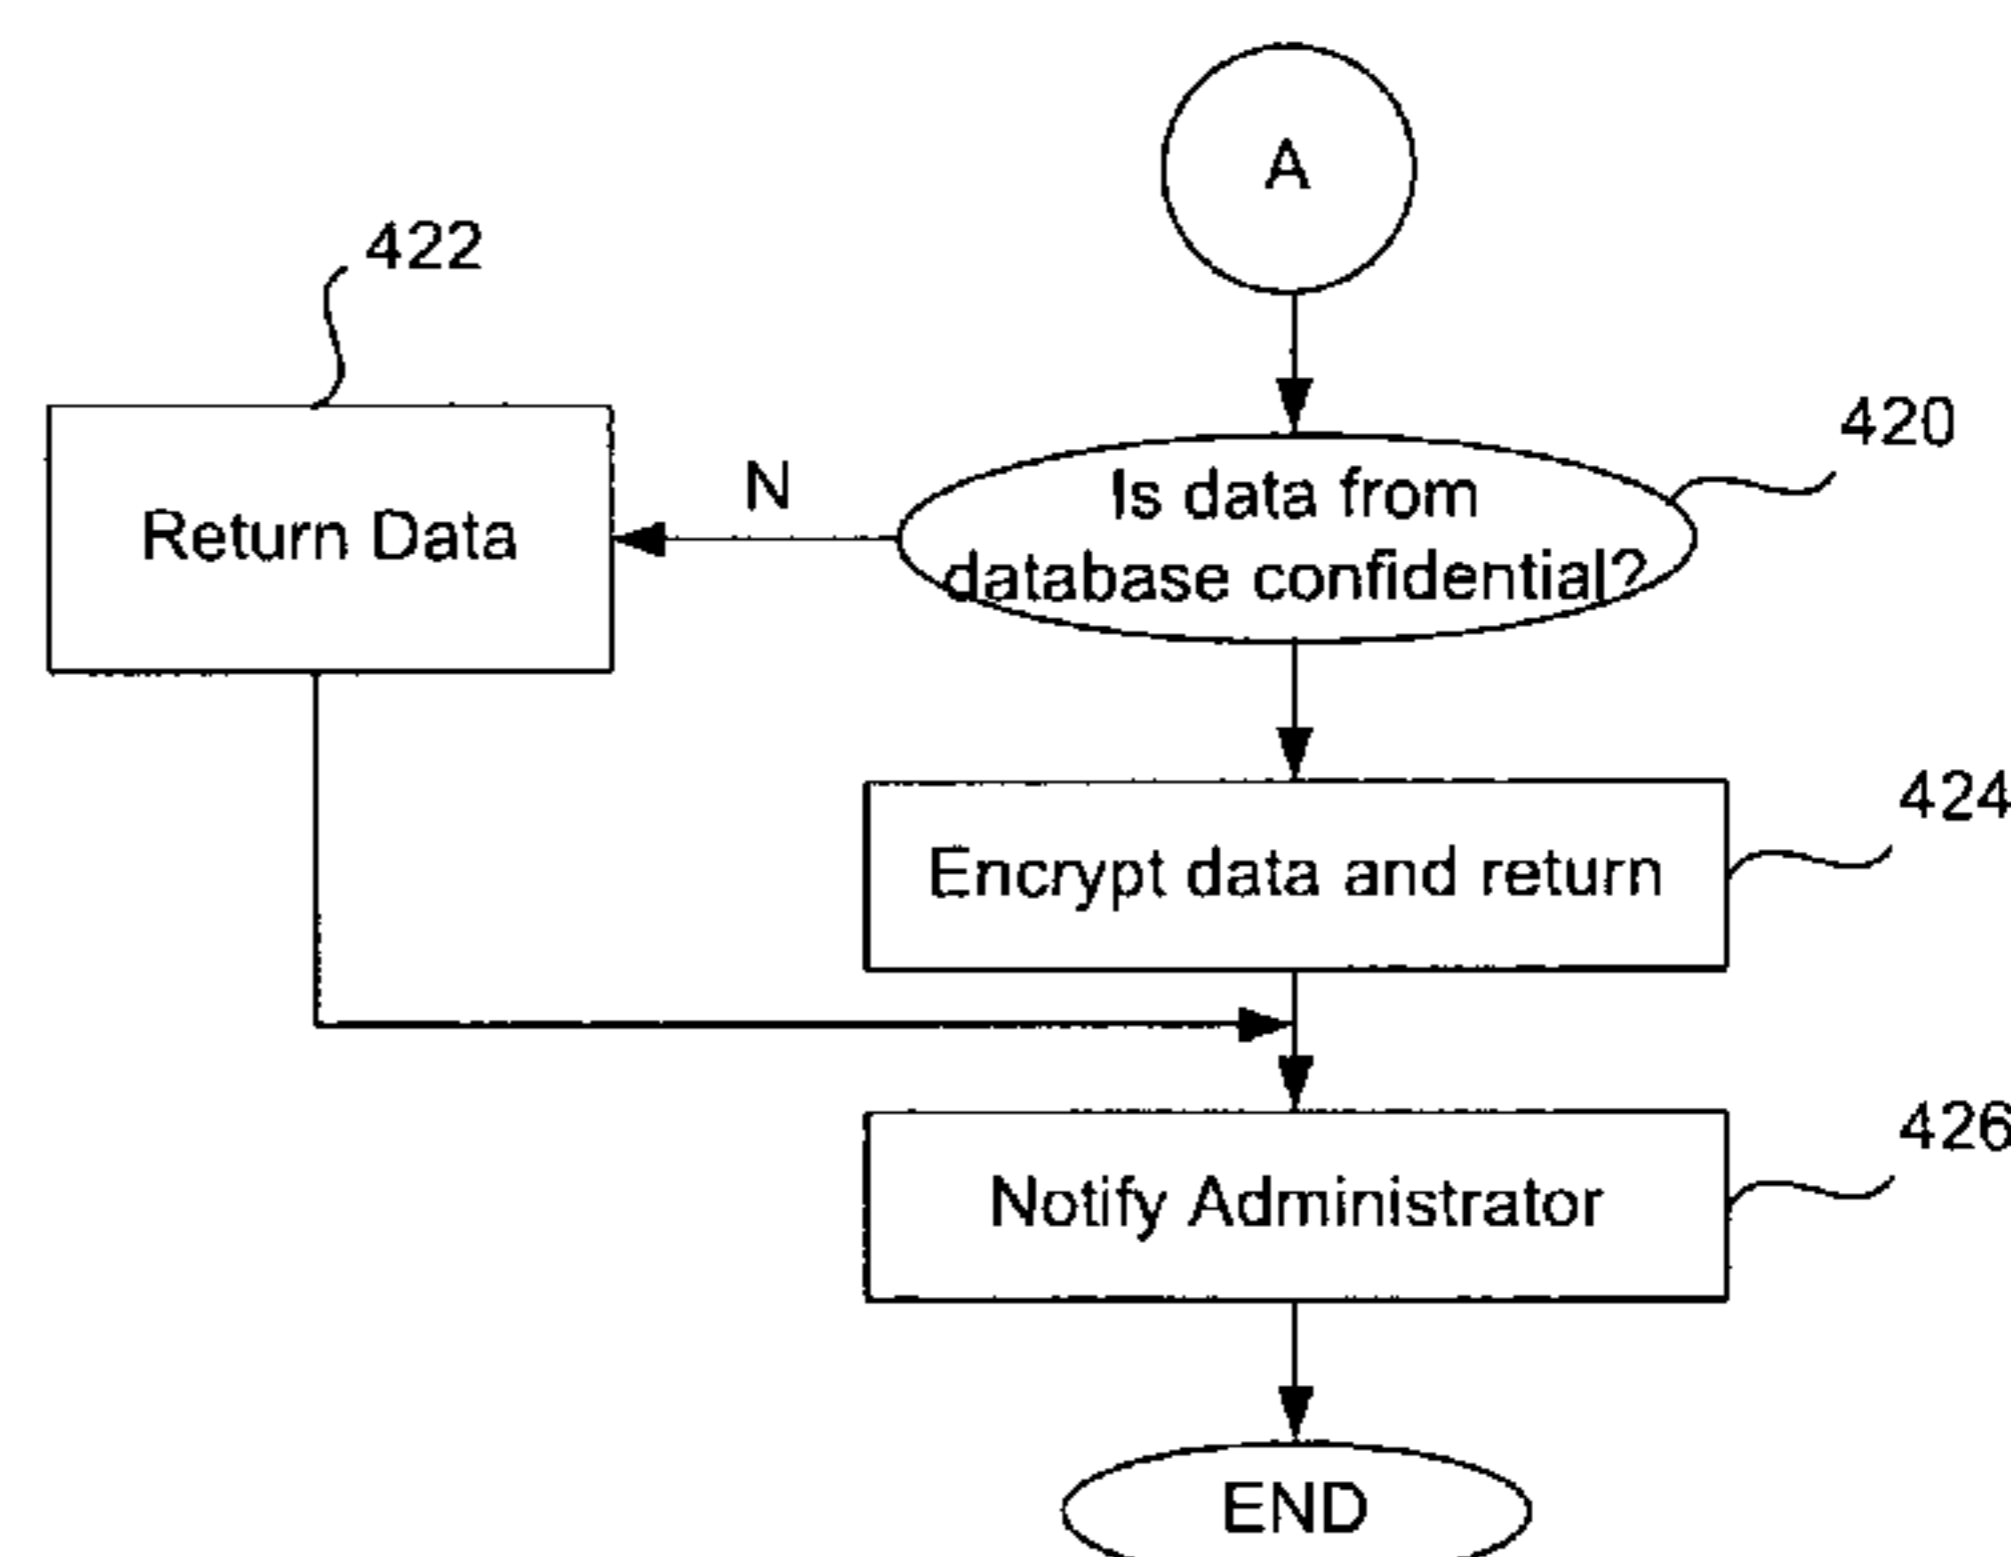 A
422
420
Is data from
database confidential?
N
Return Data
424
Encrypt data and return
426
Notify Administrator
END